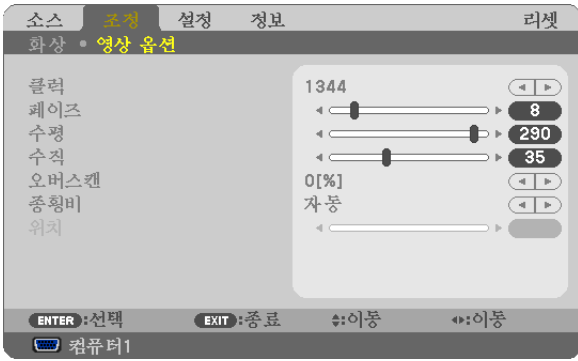 소스 조정 설정 정보 리셋
화상 • 영상 옵션
클럭 1344
페이즈 8
수평 290
수직 35
오버스캔 0[%]
종횡비 자동
위치
ENTER:선택 EXIT:종료 :이동 :이동
컴퓨터1